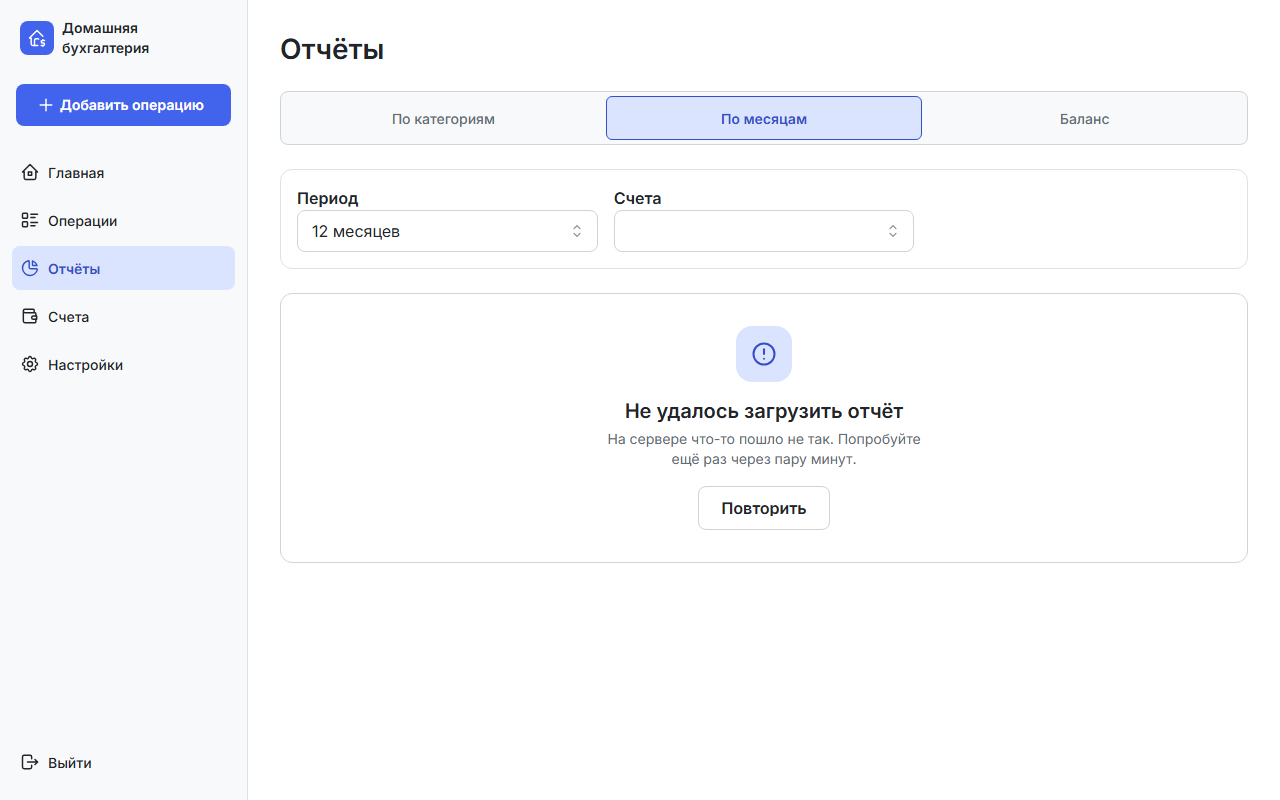 Домашняя
бухгалтерия
Добавить операцию
Главная
Операции
Отчёты
Счета
Настройки
Выйти
Отчёты
По категориям
По месяцам
Баланс
Период
Счета
12 месяцев
Не удалось загрузить отчёт
На сервере что-то пошло не так. Попробуйте
ещё раз через пару минут.
Повторить